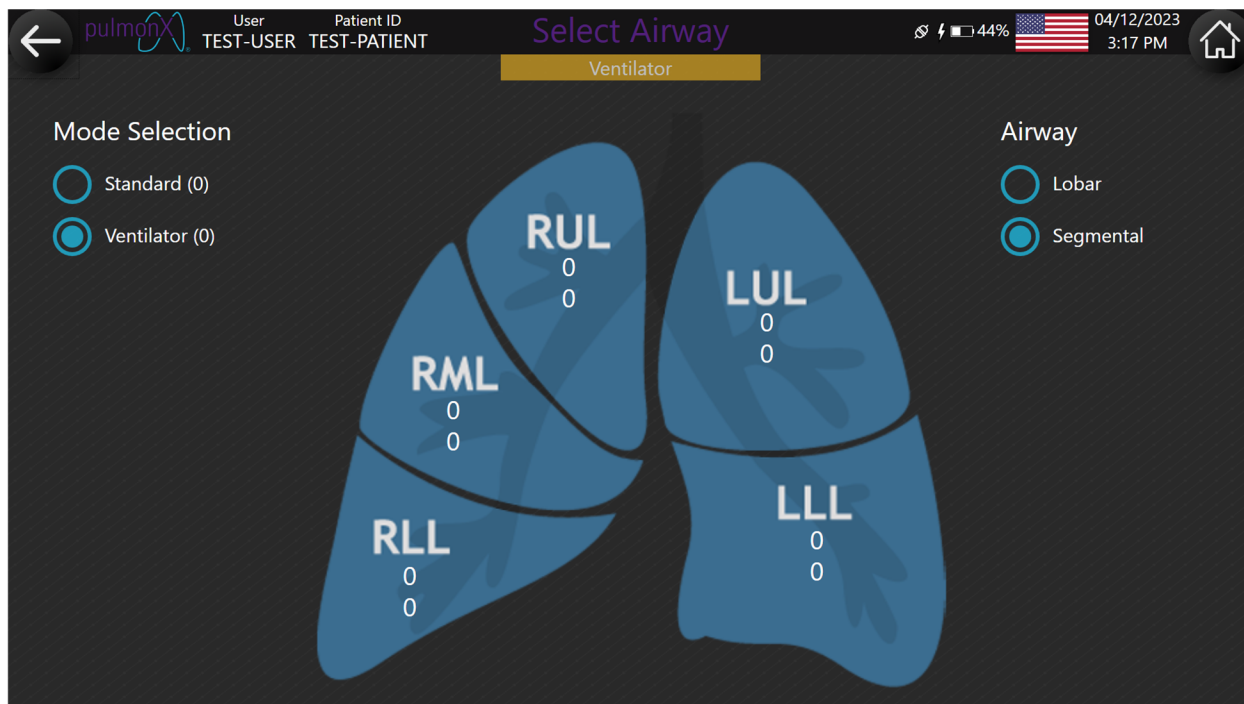 pulmonX
User
TEST-USER
Patient ID
TEST-PATIENT
Select Airway
44%
04/12/2023
3:17 PM
Ventilator
Mode Selection
Standard (0)
Ventilator (0)
Airway
Lobar
Segmental
RUL
0
0
LUL
0
0
RML
0
0
LLL
0
0
RLL
0
0